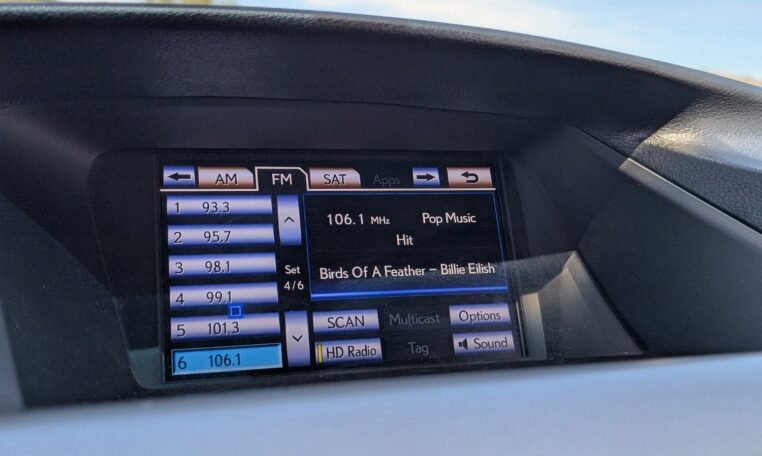 AM FM SAT Apps
1 93.3
2 95.7
3 98.1
4 99.1
5 101.3
6 106.1
Set
4/6
106.1 MHz Pop Music
Hit
Birds Of A Feather - Billie Eilish
SCAN Multicast Options
HD Radio Tag Sound